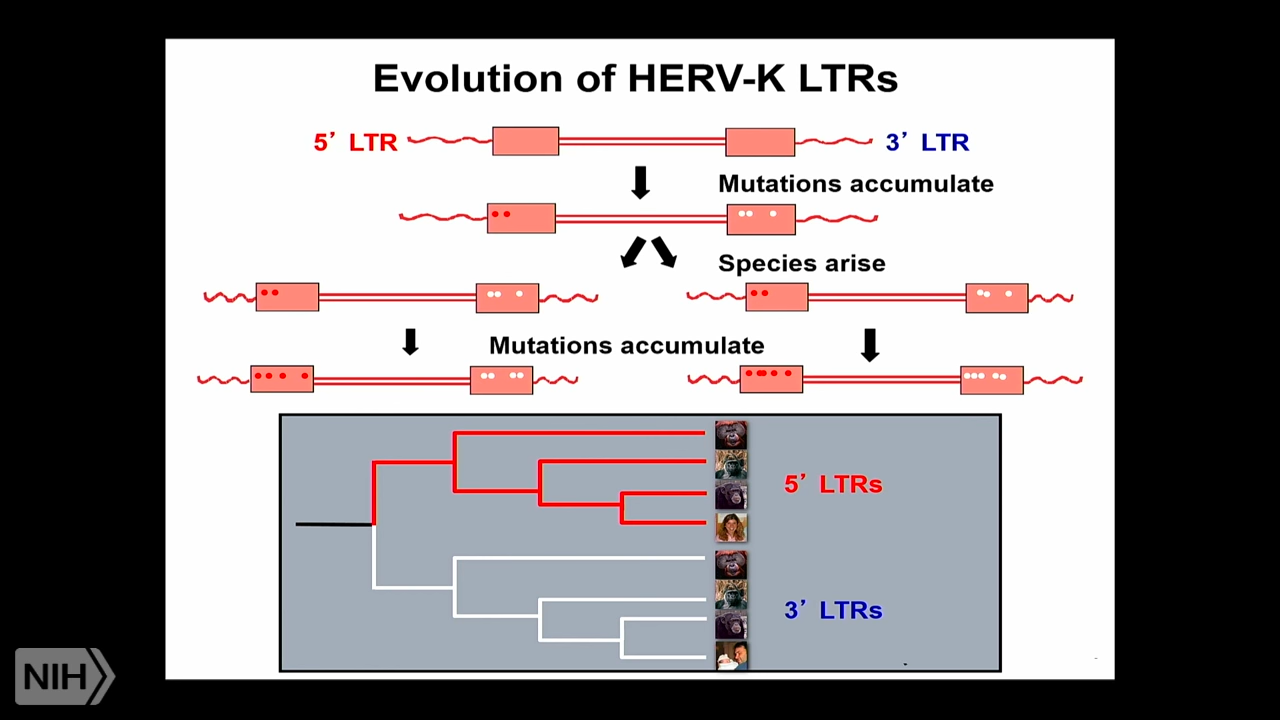 Evolution of HERV-K LTRs
5’ LTR
3’ LTR
Mutations accumulate
Species arise
Mutations accumulate
5’ LTRs
3’ LTRs
NIH